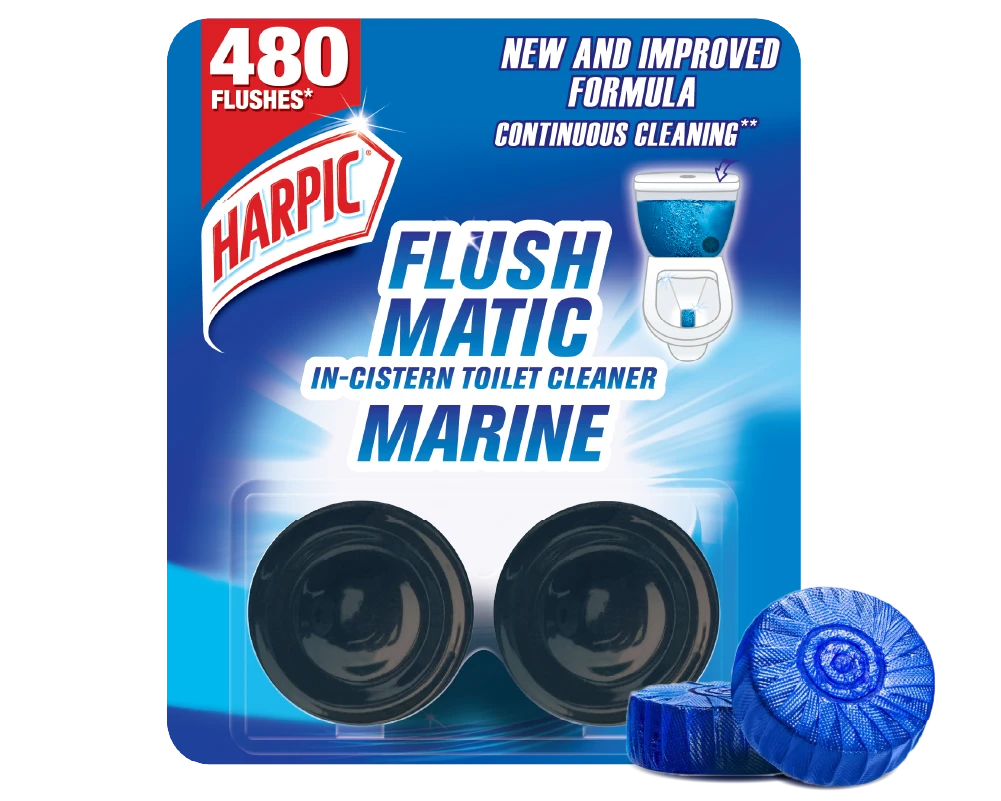 480
FLUSHES*
NEW AND IMPROVED
FORMULA
CONTINUOUS CLEANING**
HARPIC®
FLUSH
MATIC
IN-CISTERN TOILET CLEANER
MARINE